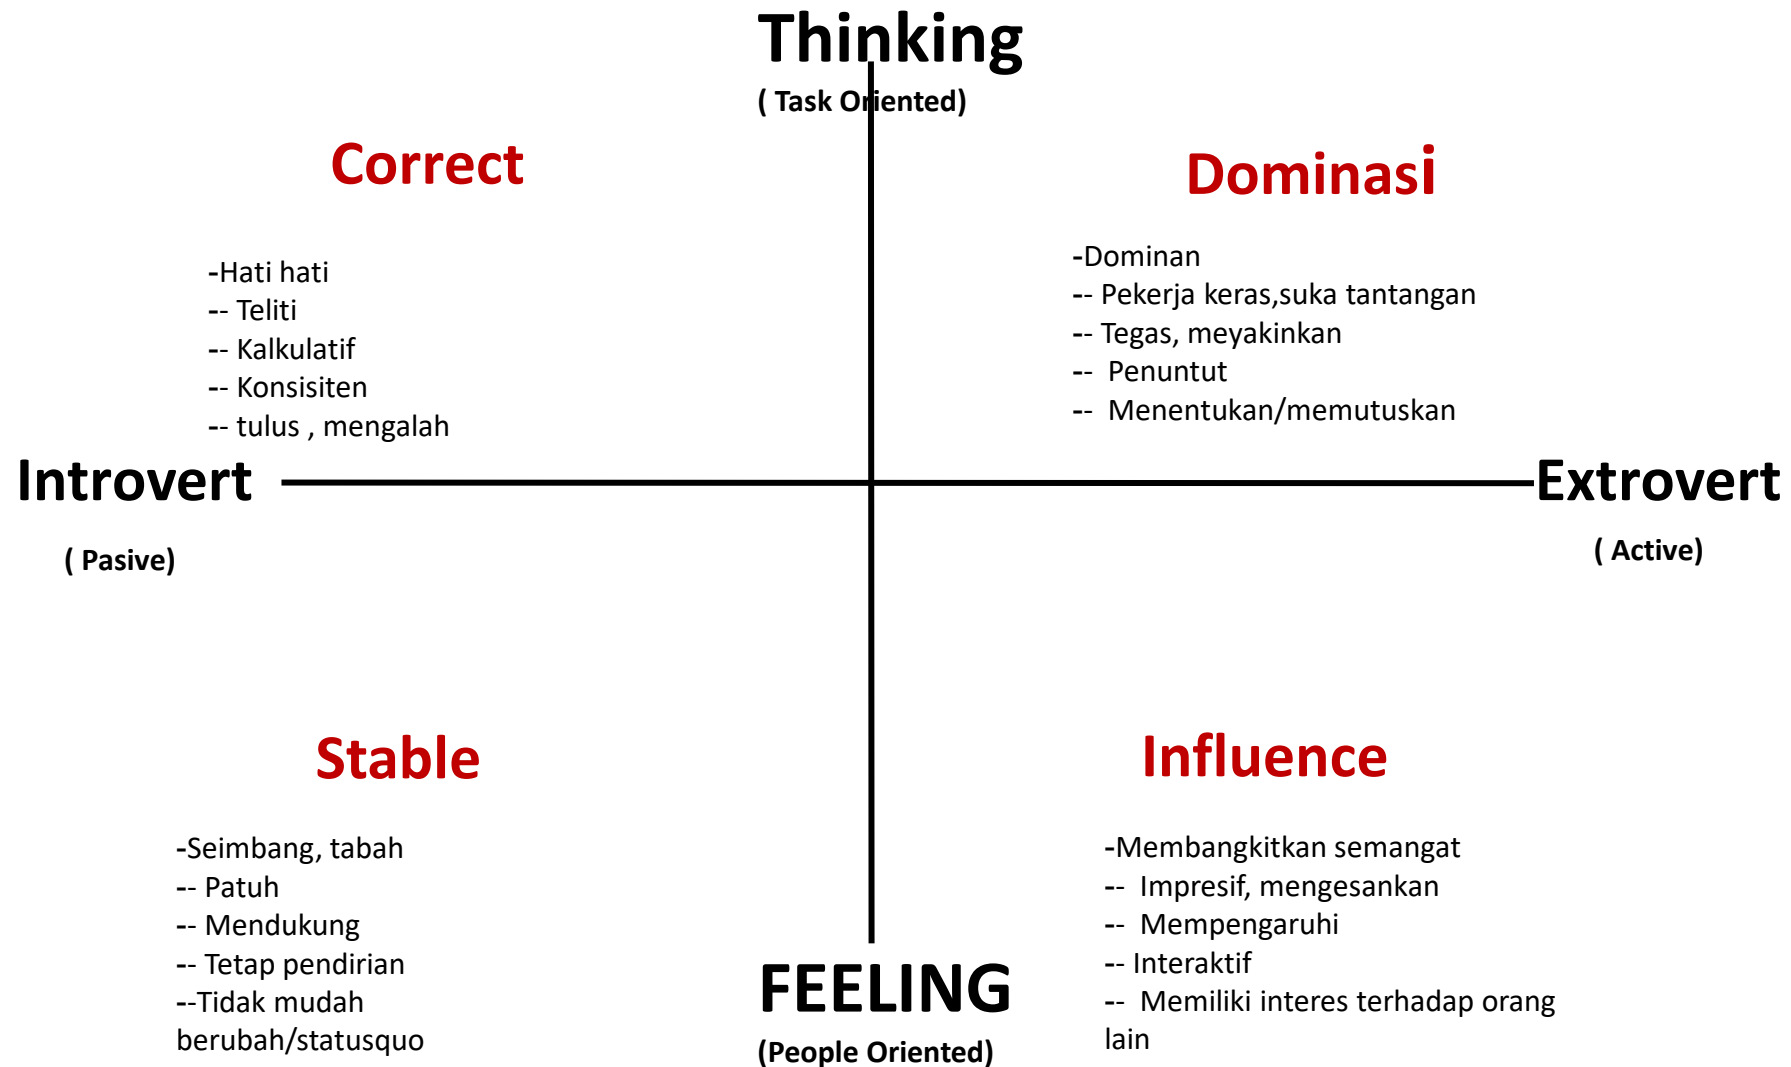 Thinking
( Task Oriented)
Correct
-Hati hati
-- Teliti
-- Kalkulatif
-- Konsisiten
-- tulus , mengalah
Dominasi
-Dominan
-- Pekerja keras,suka tantangan
-- Tegas, meyakinkan
-- Penuntut
-- Menentukan/memutuskan
Introvert
( Pasive)
Extrovert
( Active)
Stable
-Seimbang, tabah
-- Patuh
-- Mendukung
-- Tetap pendirian
--Tidak mudah
berubah/statusquo
Influence
-Membangkitkan semangat
-- Impresif, mengesankan
-- Mempengaruhi
-- Interaktif
-- Memiliki interes terhadap orang
lain
FEELING
(People Oriented)